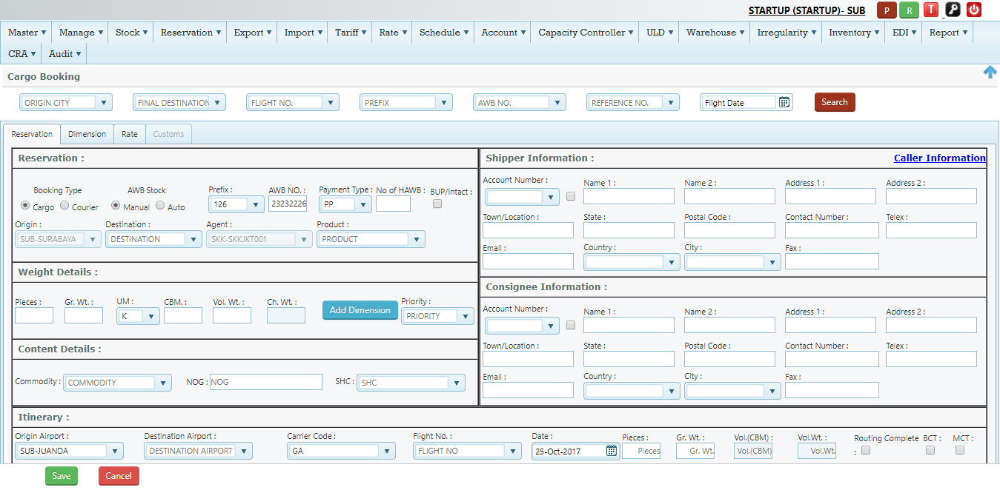 STARTUP (STARTUP)- SUB P R T
Master Manage Stock Reservation Export Import Tariff Rate Schedule Account Capacity Controller ULD Warehouse Irregularity Inventory EDI Report
CRA Audit
Cargo Booking
ORIGIN CITY FINAL DESTINATION FLIGHT NO. PREFIX AWB NO. REFERENCE NO. Flight Date Search
Reservation Dimension Rate Customs
Reservation :
Booking Type AWB Stock Prefix : AWB NO. : Payment Type : No of HAWB : BUP/Intact :
Cargo Courier Manual Auto 126 23232226 PP
Origin : Destination : Agent : Product :
SUB-SURABAYA DESTINATION SKK-SKKJKT001 PRODUCT
Weight Details :
Pieces : Gr. Wt. : UM : CBM. : Vol. Wt. : Ch. Wt. : Add Dimension Priority :
K PRIORITY
Content Details :
Commodity : COMMODITY NOG : NOG SHC : SHC
Shipper Information : Caller Information
Account Number : Name 1 : Name 2 : Address 1 : Address 2 :
Town/Location : State : Postal Code : Contact Number : Telex :
Email : Country : City : Fax :
Consignee Information :
Account Number : Name 1 : Name 2 : Address 1 : Address 2 :
Town/Location : State : Postal Code : Contact Number : Telex :
Email : Country : City : Fax :
Itinerary :
Origin Airport : Destination Airport : Carrier Code : Flight No. : Date : Pieces : Gr. Wt. : Vol.(CBM) : Vol.Wt. : Routing Complete : BCT : MCT :
SUB-JUANDA DESTINATION AIRPORT GA FLIGHT NO 25-Oct-2017 Pieces Gr. Wt. Vol.(CBM) Vol.Wt.
Save Cancel